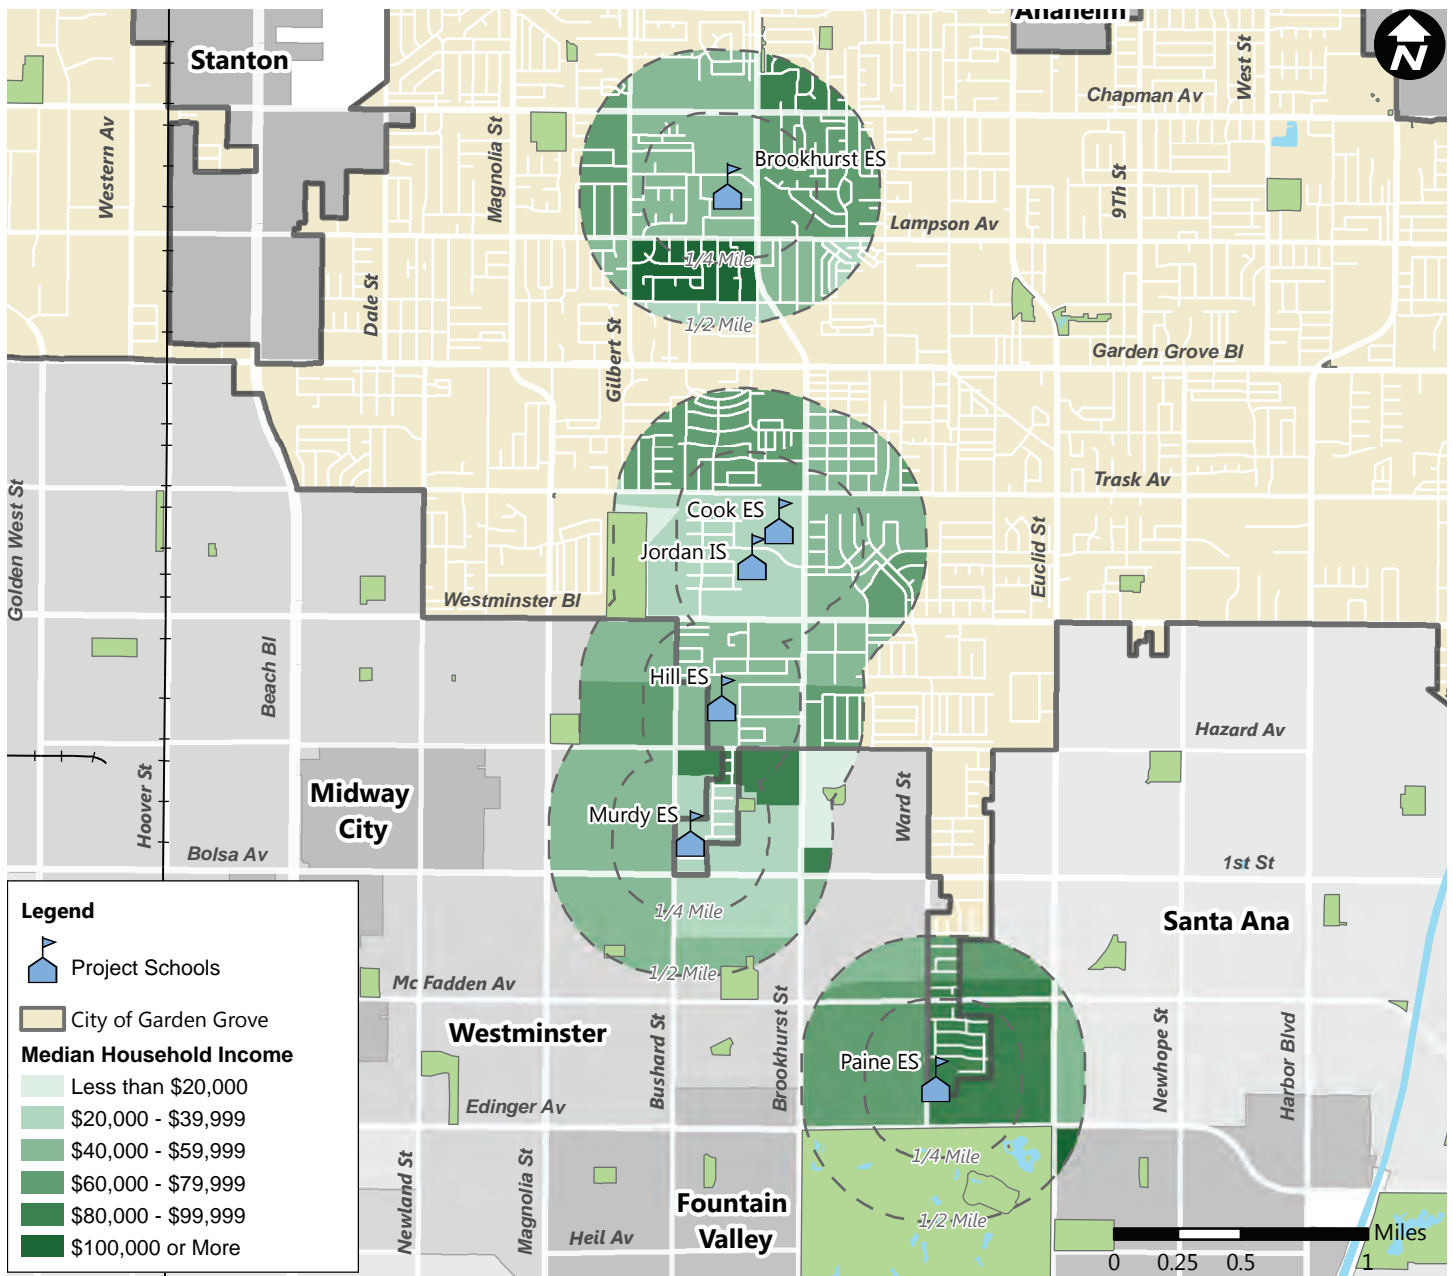 Anaheim
Stanton
N
West St
Chapman Av
Western Av
Magnolia St
Brookhurst ES
9Th St
Lampson Av
1/4 Mile
Dale St
1/2 Mile
Gilbert St
Garden Grove Bl
Trask Av
Golden West St
Cook ES
Jordan IS
Euclid St
Westminster Bl
Beach Bl
Hill ES
Hazard Av
Hoover St
Midway
City
Murdy ES
Ward St
Bolsa Av
1st St
1/4 Mile
Santa Ana
1/2 Mile
Mc Fadden Av
Westminster
Bushard St
Brookhurst St
Paine ES
Newhope St
Harbor Blvd
Edinger Av
1/4 Mile
Newland St
Magnolia St
Fountain
Valley
1/2 Mile
Heil Av
Legend
Project Schools
City of Garden Grove
Median Household Income
Less than $20,000
$20,000 - $39,999
$40,000 - $59,999
$60,000 - $79,999
$80,000 - $99,999
$100,000 or More
Miles
0 0.25 0.5 1